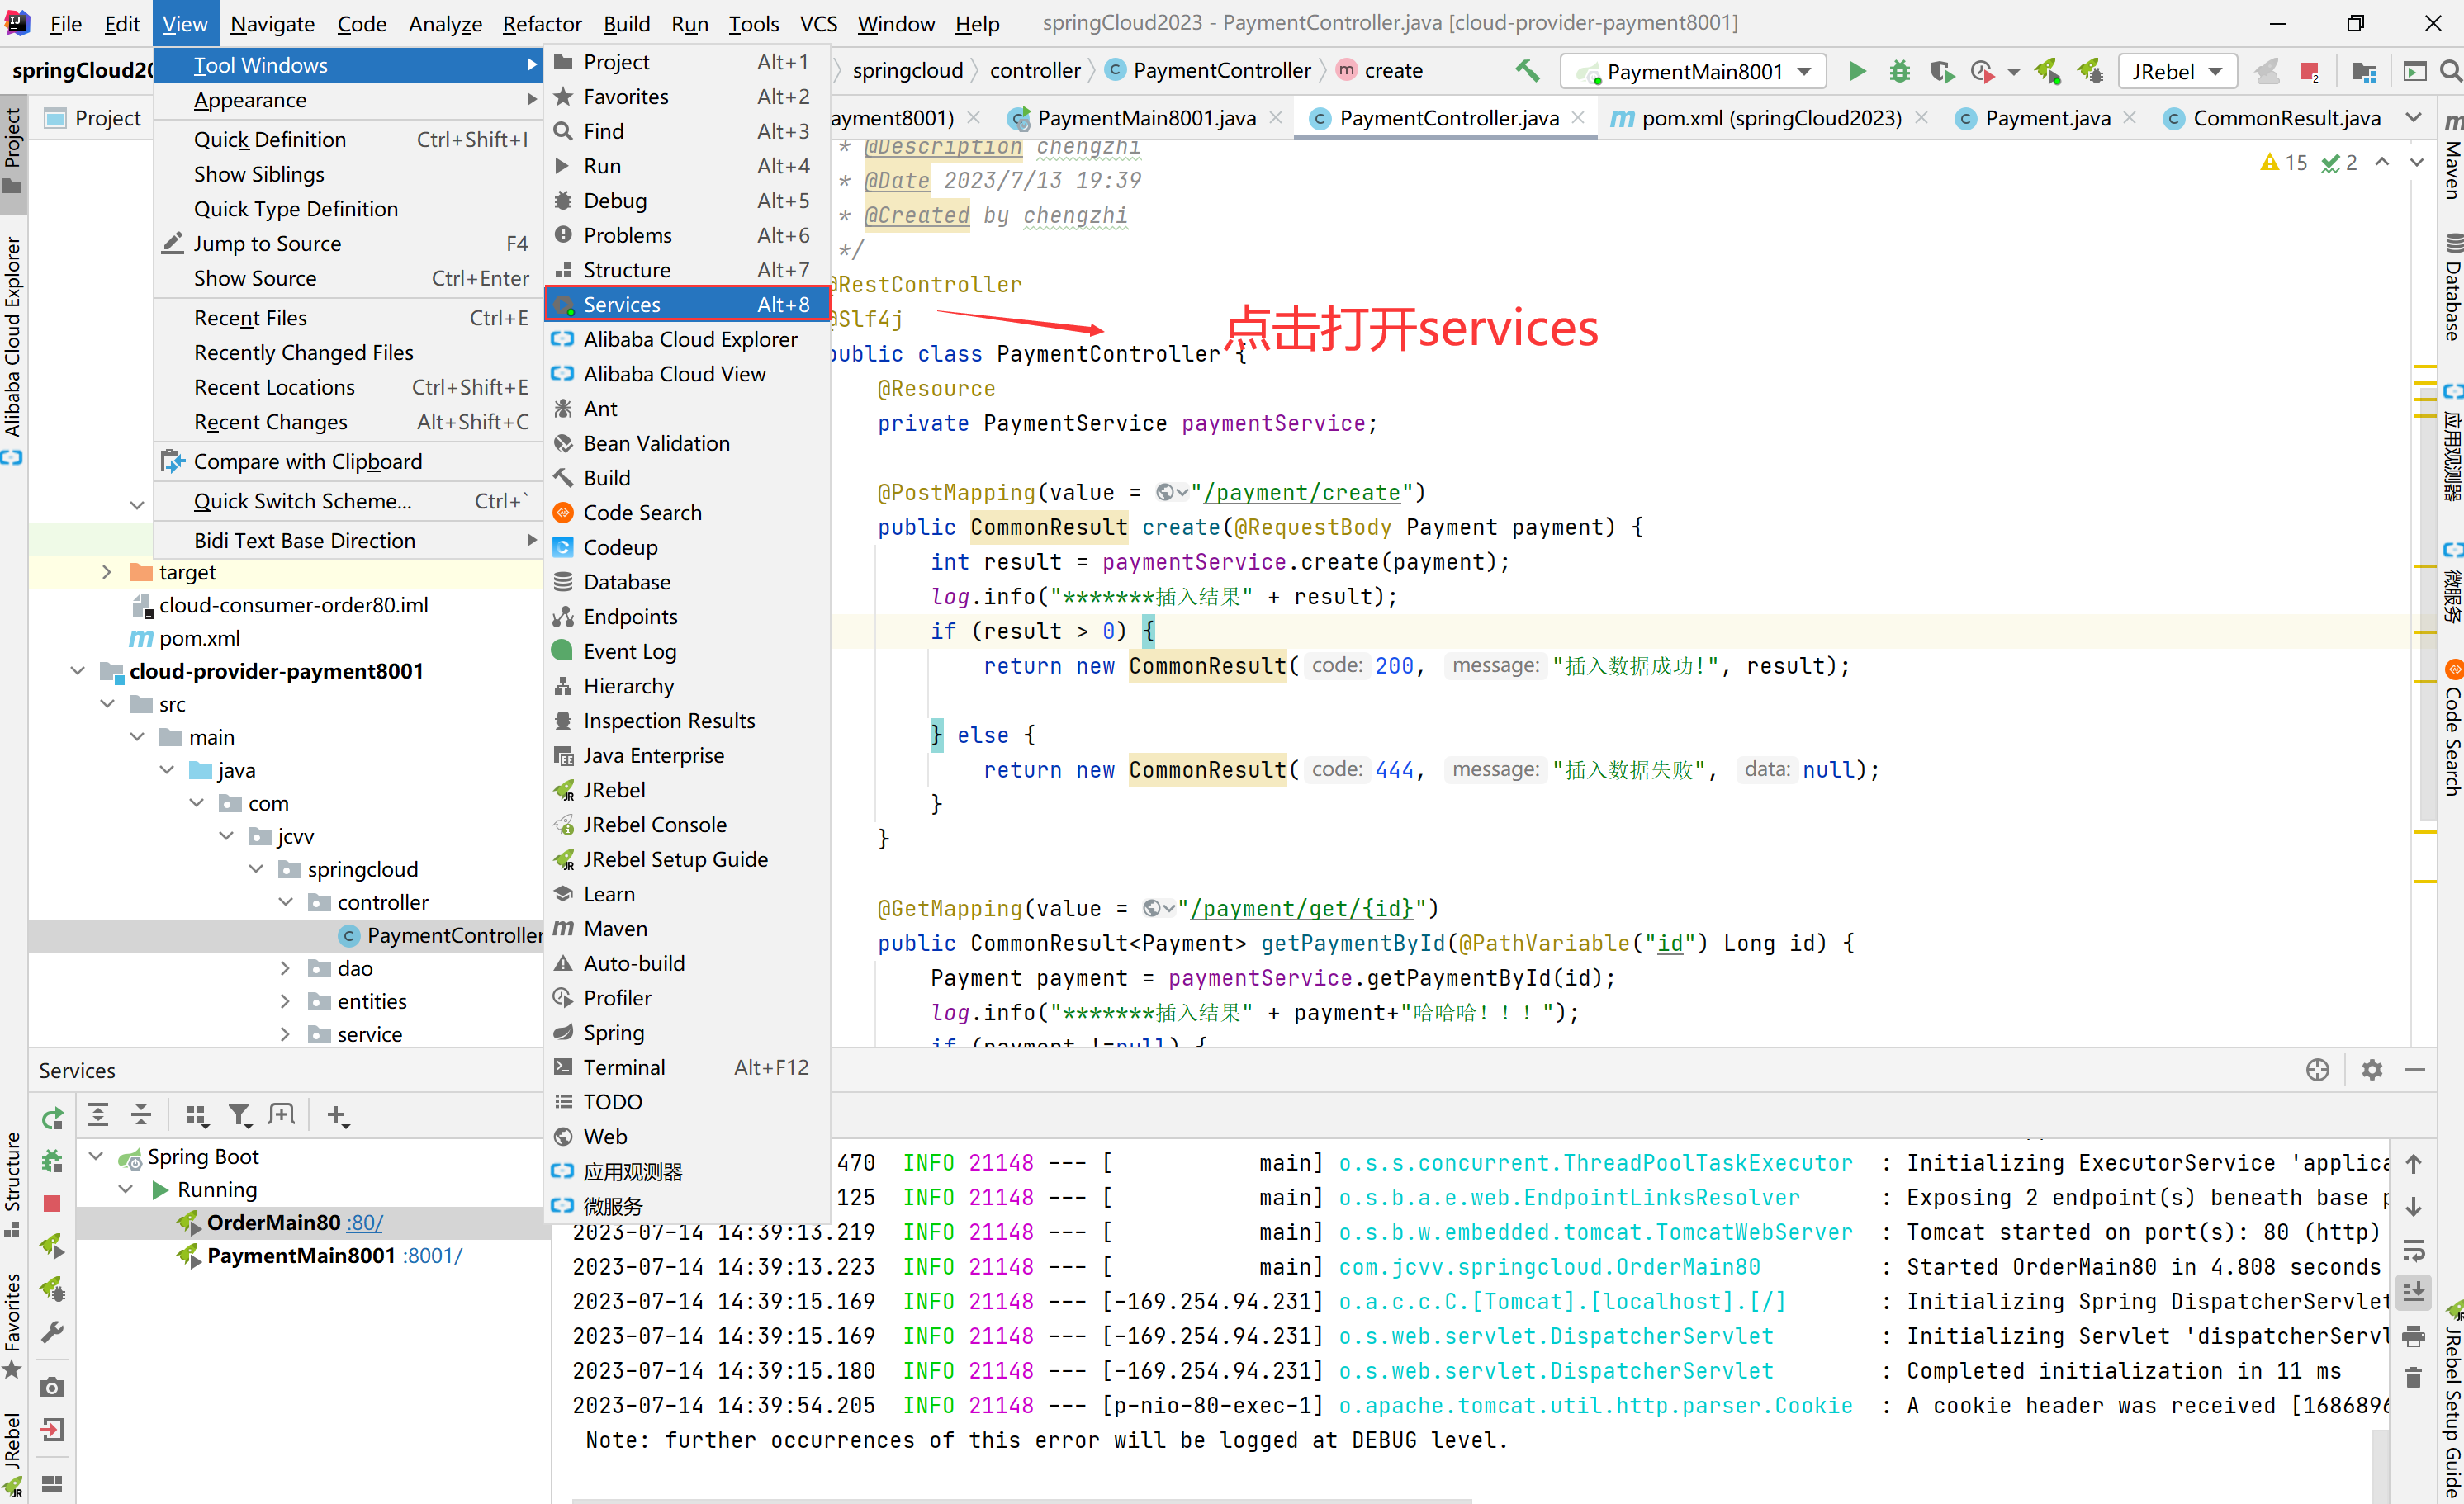 File Edit View Navigate Code Analyze Refactor Build Run Tools VCS Window Help springCloud2023 - PaymentController.java [cloud-provider-payment8001]
springCloud20 springcloud controller PaymentController create PaymentMain8001 JRebel
Project ayment8001) PaymentMain8001.java PaymentController.java pom.xml (springCloud2023) Payment.java CommonResult.java
Tool Windows
Appearance
Quick Definition Ctrl+Shift+I
Show Siblings
Quick Type Definition
Jump to Source F4
Show Source Ctrl+Enter
Recent Files Ctrl+E
Recently Changed Files
Recent Locations Ctrl+Shift+E
Recent Changes Alt+Shift+C
Compare with Clipboard
Quick Switch Scheme... Ctrl+`
Bidi Text Base Direction
Project Alt+1
Favorites Alt+2
Find Alt+3
Run Alt+4
Debug Alt+5
Problems Alt+6
Structure Alt+7
Services Alt+8
Alibaba Cloud Explorer
Alibaba Cloud View
Ant
Bean Validation
Build
Code Search
Codeup
Database
Endpoints
Event Log
Hierarchy
Inspection Results
Java Enterprise
JRebel
JRebel Console
JRebel Setup Guide
Learn
Maven
Auto-build
Profiler
Spring
Terminal Alt+F12
TODO
Web
应用观测器
微服务
* @Description chengzhi
* @Date 2023/7/13 19:39
* @Created by chengzhi
*/
@RestController
@Slf4j
public class PaymentController {
@Resource
private PaymentService paymentService;
@PostMapping(value = "/payment/create")
public CommonResult create(@RequestBody Payment payment) {
int result = paymentService.create(payment);
log.info("*******插入结果" + result);
if (result > 0) {
return new CommonResult( code: 200, message: "插入数据成功!", result);
} else {
return new CommonResult( code: 444, message: "插入数据失败", data: null);
}
}
@GetMapping(value = "/payment/get/{id}")
public CommonResult<Payment> getPaymentById(@PathVariable("id") Long id) {
Payment payment = paymentService.getPaymentById(id);
log.info("*******插入结果" + payment+"哈哈哈！！！");
if (payment !=null) {
点击打开services
15 2
target
cloud-consumer-order80.iml
pom.xml
cloud-provider-payment8001
src
main
java
com
jcvv
springcloud
controller
PaymentController
dao
entities
service
Services
Spring Boot
Running
OrderMain80 :80/
PaymentMain8001 :8001/
470 INFO 21148 --- [ main] o.s.s.concurrent.ThreadPoolTaskExecutor : Initializing ExecutorService 'applica
125 INFO 21148 --- [ main] o.s.b.a.e.web.EndpointLinksResolver : Exposing 2 endpoint(s) beneath base p
2023-07-14 14:39:13.219 INFO 21148 --- [ main] o.s.b.w.embedded.tomcat.TomcatWebServer : Tomcat started on port(s): 80 (http)
2023-07-14 14:39:13.223 INFO 21148 --- [ main] com.jcvv.springcloud.OrderMain80 : Started OrderMain80 in 4.808 seconds
2023-07-14 14:39:15.169 INFO 21148 --- [-169.254.94.231] o.a.c.c.C.[Tomcat].[localhost].[/] : Initializing Spring DispatcherServlet
2023-07-14 14:39:15.169 INFO 21148 --- [-169.254.94.231] o.s.web.servlet.DispatcherServlet : Initializing Servlet 'dispatcherServl
2023-07-14 14:39:15.180 INFO 21148 --- [-169.254.94.231] o.s.web.servlet.DispatcherServlet : Completed initialization in 11 ms
2023-07-14 14:39:54.205 INFO 21148 --- [p-nio-80-exec-1] o.apache.tomcat.util.http.parser.Cookie : A cookie header was received [1686896
Note: further occurrences of this error will be logged at DEBUG level.
Project
Alibaba Cloud Explorer
Structure
Favorites
JRebel
Maven
Database
应用观测器
微服务
Code Search
JRebel Setup Guide